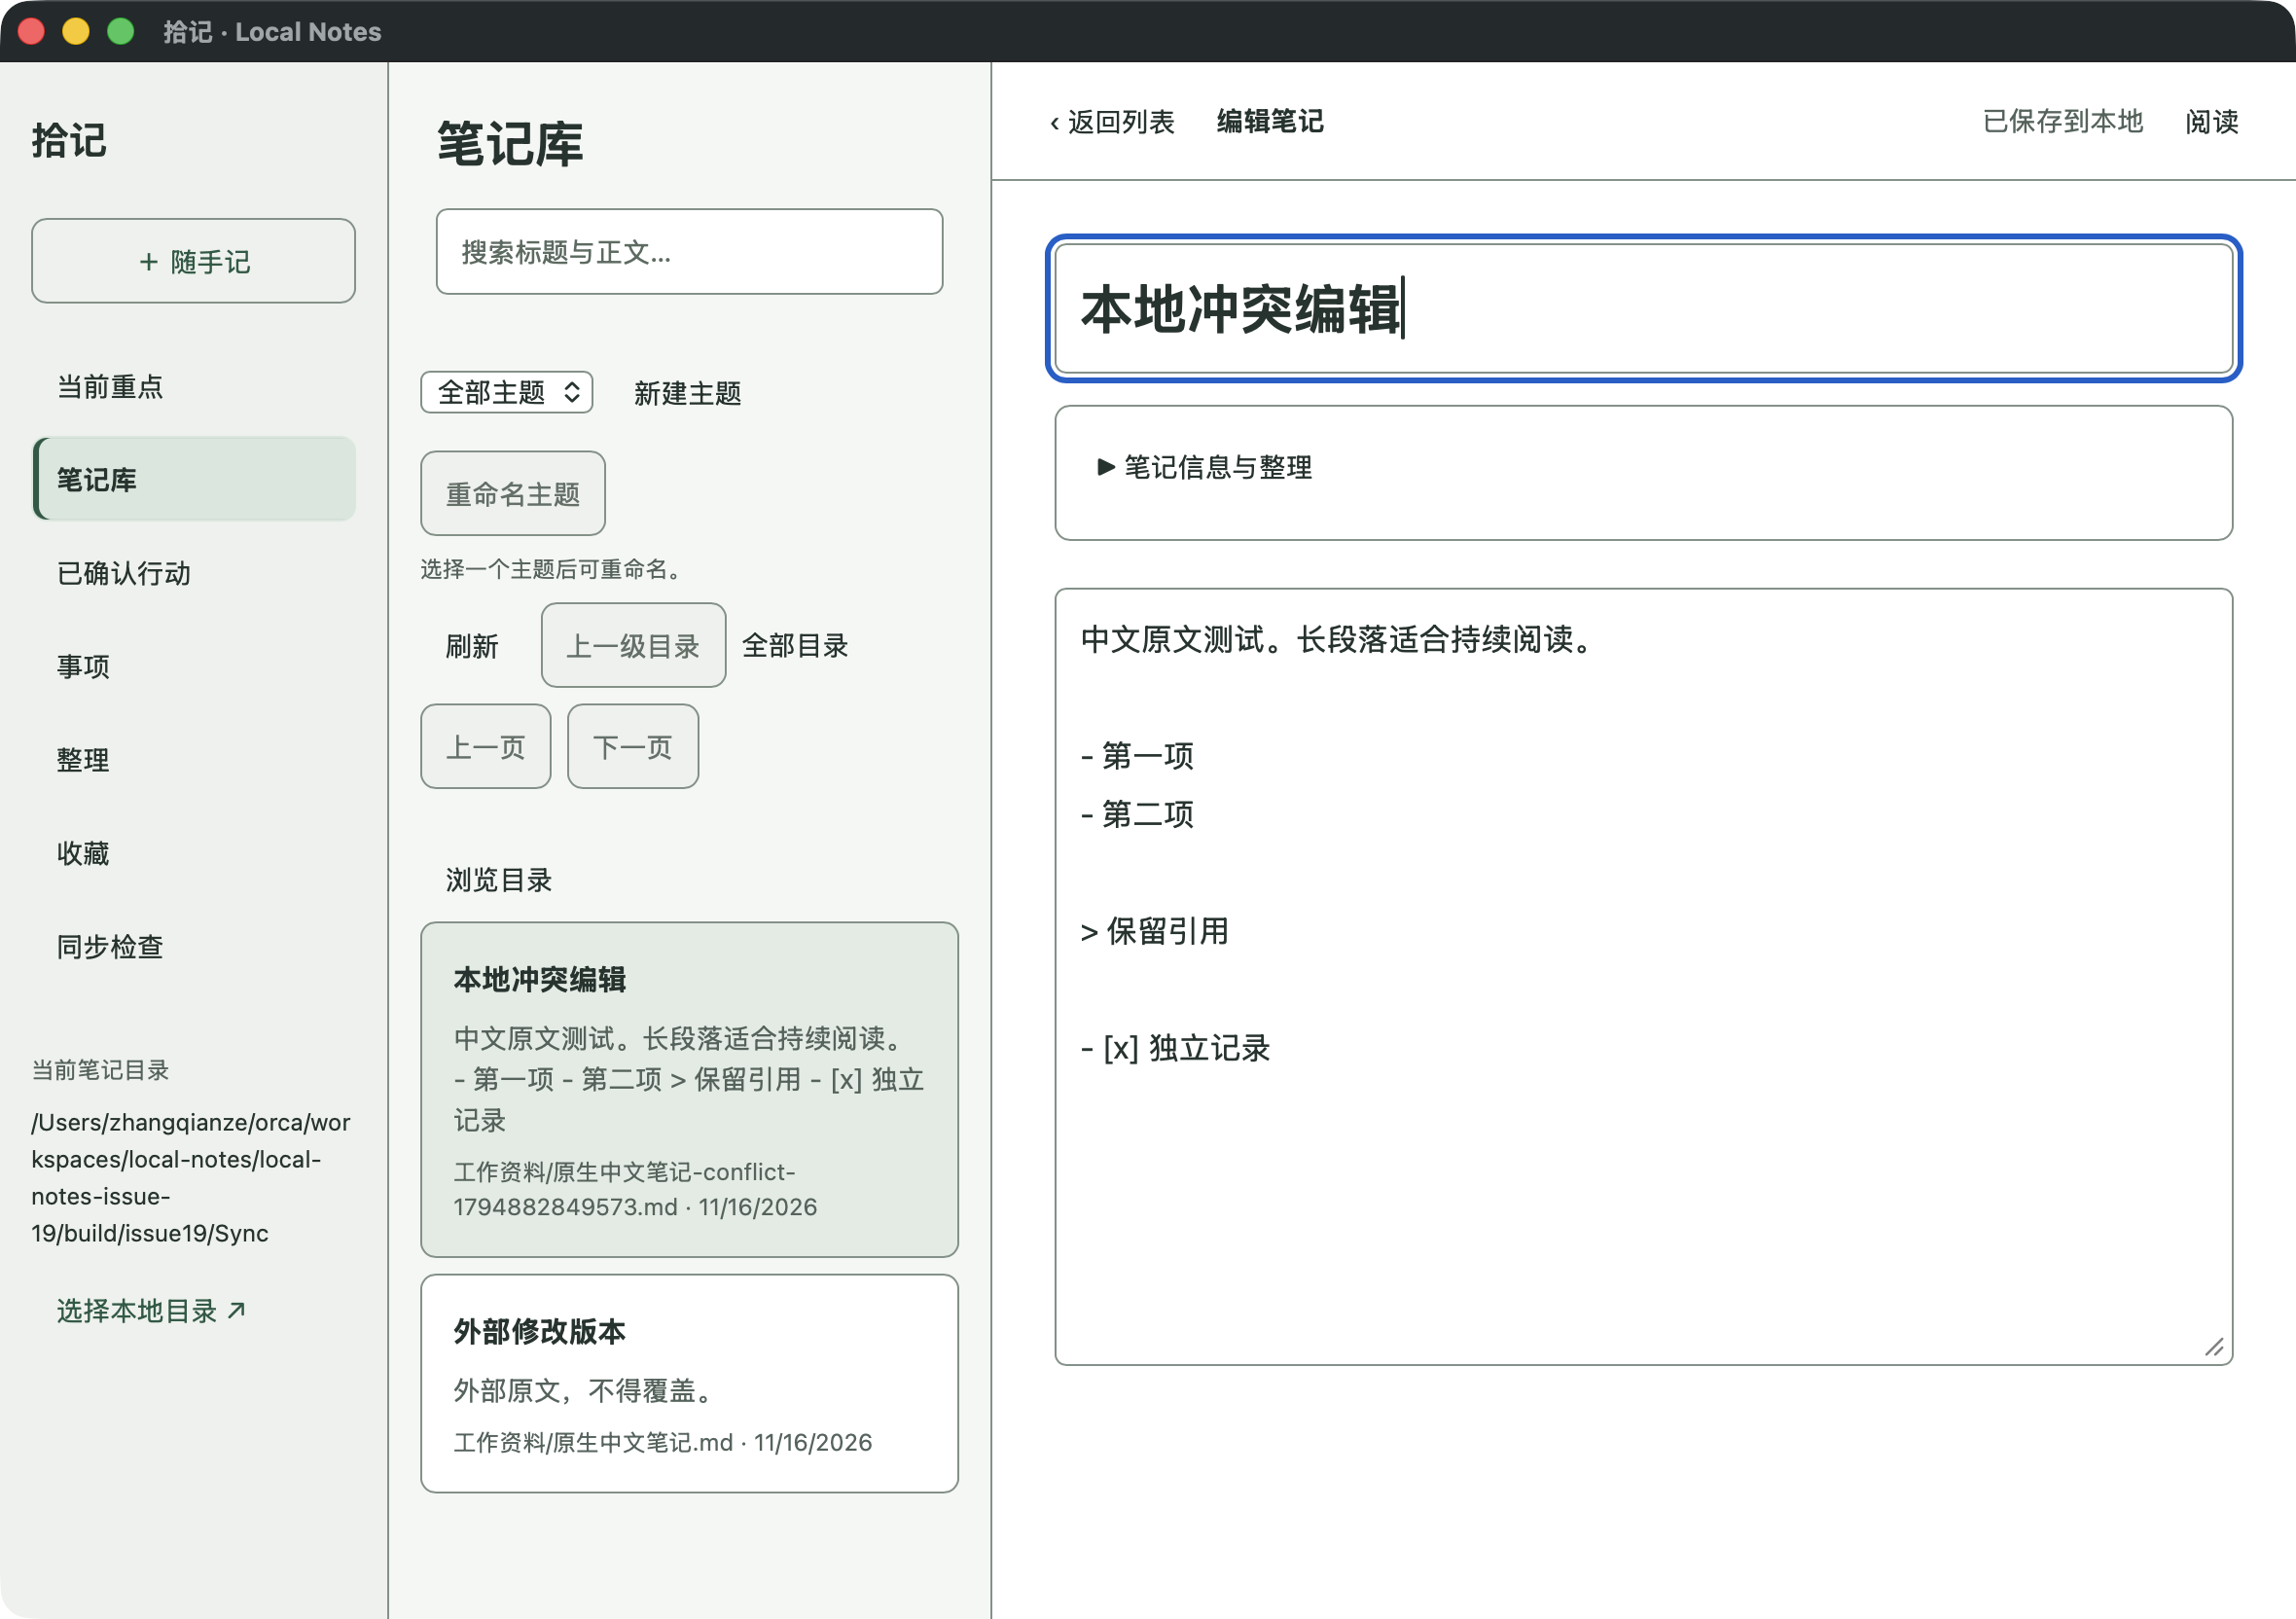 拾记 · Local Notes
拾记
+ 随手记
当前重点
笔记库
已确认行动
事项
整理
收藏
同步检查
当前笔记目录
/Users/zhangqianze/orca/wor
kspaces/local-notes/local-
notes-issue-
19/build/issue19/Sync
选择本地目录 ↗
笔记库
搜索标题与正文...
全部主题
新建主题
重命名主题
选择一个主题后可重命名。
刷新 上一级目录 全部目录
上一页 下一页
浏览目录
本地冲突编辑
中文原文测试。长段落适合持续阅读。
- 第一项 - 第二项 > 保留引用 - [x] 独立
记录
工作资料/原生中文笔记-conflict-
1794882849573.md · 11/16/2026
外部修改版本
外部原文，不得覆盖。
工作资料/原生中文笔记.md · 11/16/2026
‹ 返回列表 编辑笔记 已保存到本地 阅读
本地冲突编辑
▶ 笔记信息与整理
中文原文测试。长段落适合持续阅读。
- 第一项
- 第二项
> 保留引用
- [x] 独立记录